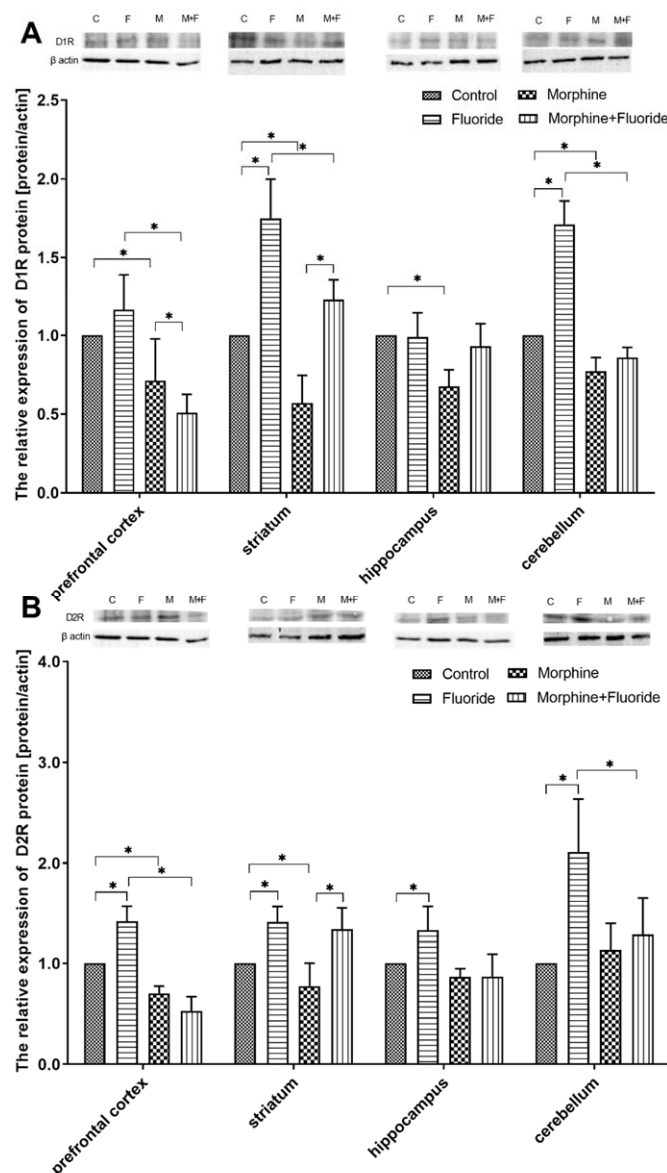 A
C F M M+F C F M M+F C F M M+F C F M M+F
D1R
β actin
The relative expression of D1R protein [protein/actin]
2.5
2.0
1.5
1.0
0.5
0.0
Control Morphine
Fluoride Morphine+Fluoride
* * * * * * * * * * *
prefrontal cortex striatum hippocampus cerebellum
B
C F M M+F C F M M+F C F M M+F C F M M+F
D2R
β actin
The relative expression of D2R protein [protein/actin]
4.0
3.0
2.0
1.0
0.0
Control Morphine
Fluoride Morphine+Fluoride
* * * * * * * * *
prefrontal cortex striatum hippocampus cerebellum